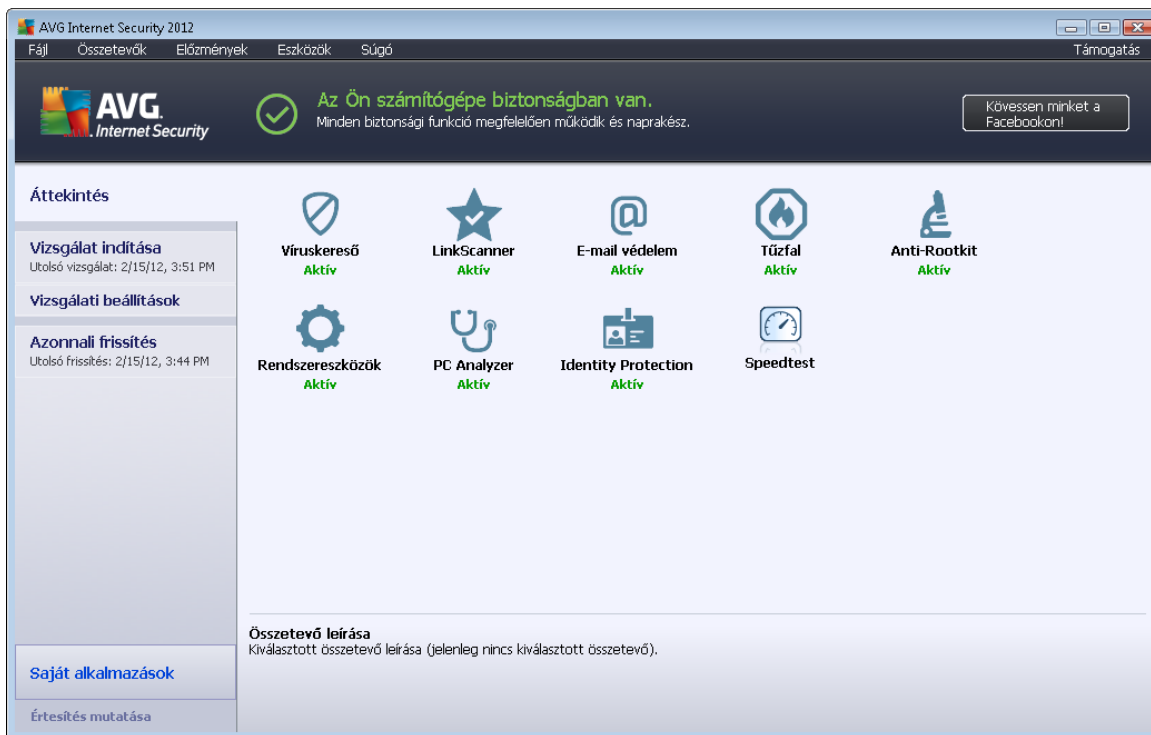 AVG Internet Security 2012
Fájl Összetevők Előzmények Eszközök Súgó Támogatás
AVG.
Internet Security
Az Ön számítógépe biztonságban van.
Minden biztonsági funkció megfelelően működik és naprakész.
Kövessen minket a
Facebookon!
Áttekintés
Vizsgálat indítása
Utolsó vizsgálat: 2/15/12, 3:51 PM
Vizsgálati beállítások
Azonnali frissítés
Utolsó frissítés: 2/15/12, 3:44 PM
Víruskereső LinkScanner E-mail védelem Tűzfal Anti-Rootkit
Aktív Aktív Aktív Aktív Aktív
Rendszereszközök PC Analyzer Identity Protection Speedtest
Aktív Aktív Aktív
Összetevő leírása
Kiválasztott összetevő leírása (jelenleg nincs kiválasztott összetevő).
Saját alkalmazások
Értesítés mutatása